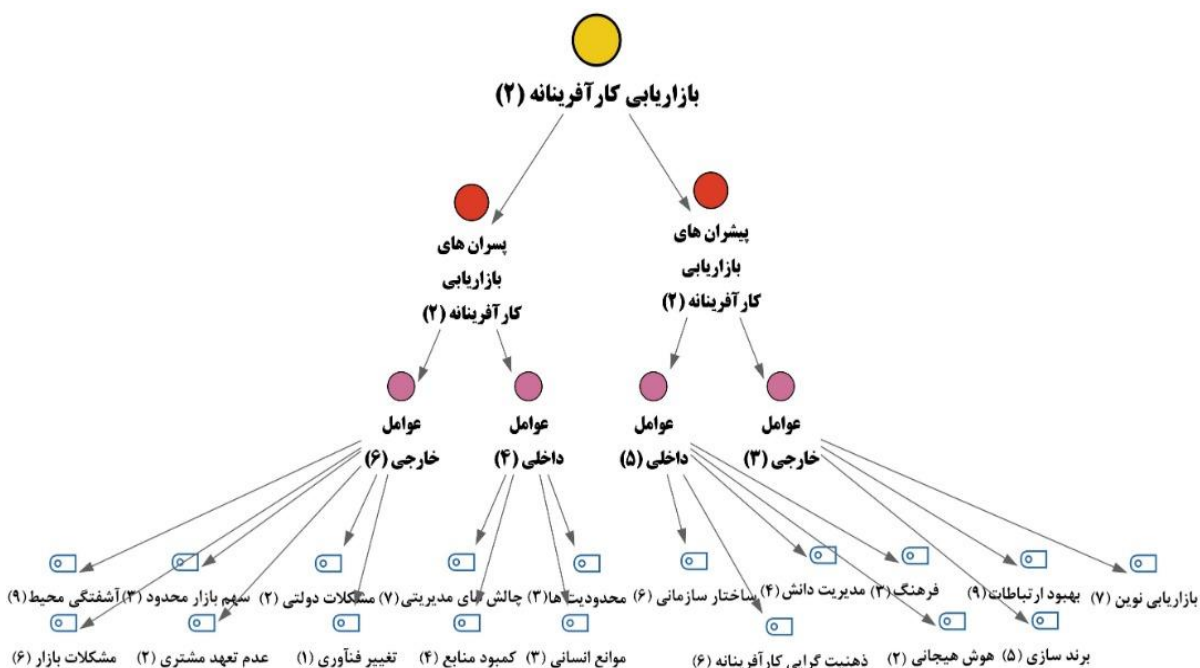 بازاریابی کارآفرینانه (۲)
پیشران های
بازاریابی
کارآفرینانه (۲)
پسران های
بازاریابی
کارآفرینانه (۲)
عوامل
خارجی (۳)
عوامل
داخلی (۵)
عوامل
داخلی (۴)
عوامل
خارجی (۶)
بازاریابی نوین (۷)
بهبود ارتباطات (۹)
فرهنگ (۳)
مدیریت دانش (۴)
ساختار سازمانی (۶)
محدودیت ها (۳)
چالش های مدیریتی (۷)
مشکلات دولتی (۲)
سهم بازار محدود (۳)
آشفتگی محیط (۹)
برند سازی (۵)
هوش هیجانی (۲)
ذهنیت گرایی کارآفرینانه (۶)
موانع انسانی (۳)
کمبود منابع (۴)
تغییر فنآوری (۱)
عدم تعهد مشتری (۲)
مشکلات بازار (۶)